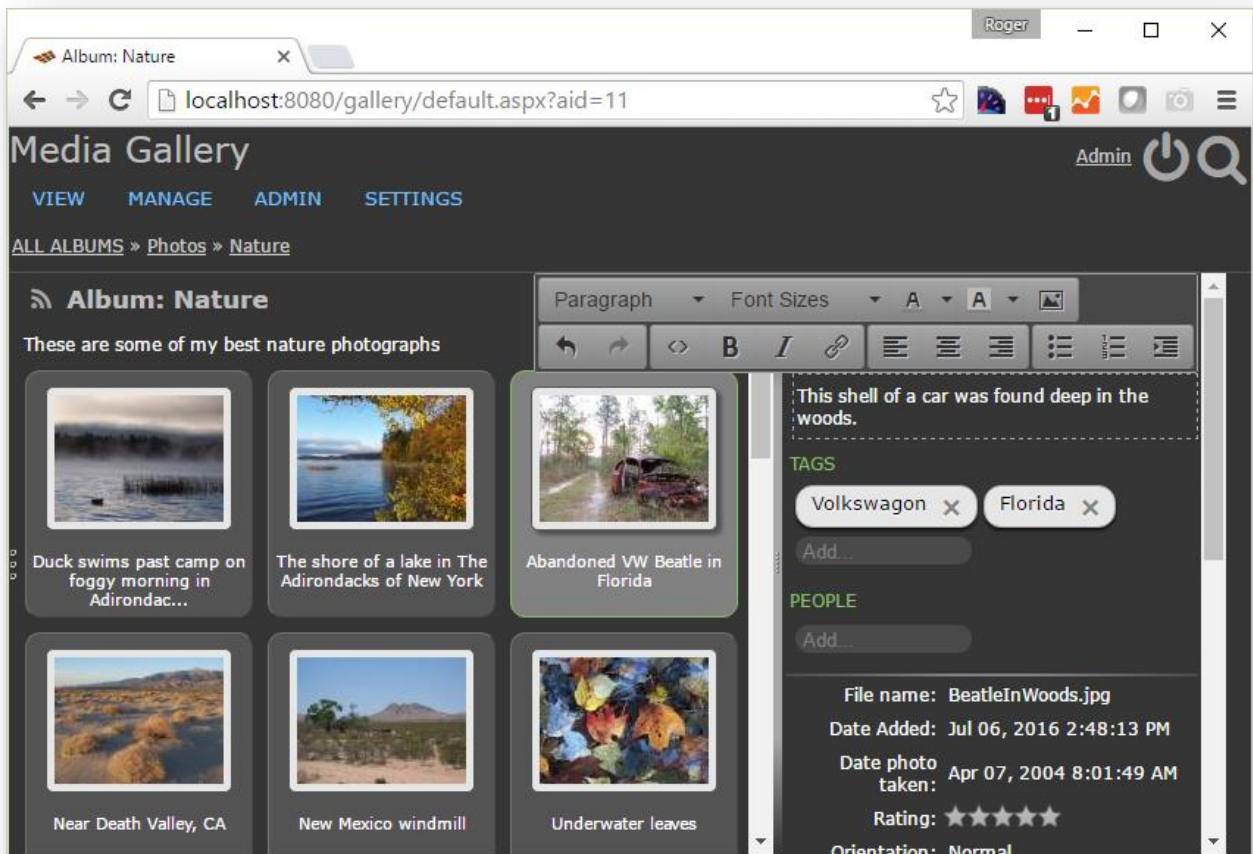 Roger
Album: Nature
localhost:8080/gallery/default.aspx?aid=11
1
Media Gallery
Admin
VIEW MANAGE ADMIN SETTINGS
ALL ALBUMS » Photos » Nature
Album: Nature
These are some of my best nature photographs
Paragraph Font Sizes A A
B I
Duck swims past camp on
foggy morning in
Adirondac...
The shore of a lake in The
Adirondacks of New York
Abandoned VW Beatle in
Florida
Near Death Valley, CA
New Mexico windmill
Underwater leaves
This shell of a car was found deep in the
woods.
TAGS
Volkswagon Florida
Add...
PEOPLE
Add...
File name: BeatleInWoods.jpg
Date Added: Jul 06, 2016 2:48:13 PM
Date photo
taken: Apr 07, 2004 8:01:49 AM
Rating:
Orientation: Normal